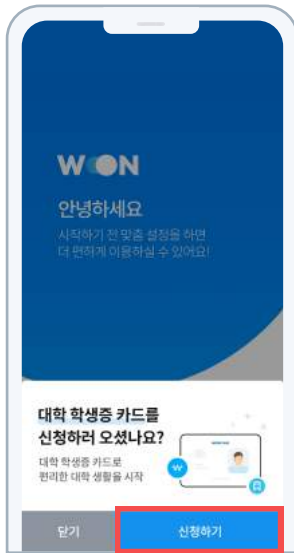 WON
안녕하세요
시작하기 전 맞춤 설정을 하면
더 편하게 이용하실 수 있어요!
대학 학생증 카드를
신청하러 오셨나요?
대학 학생증 카드로
편리한 대학 생활을 시작
닫기
신청하기